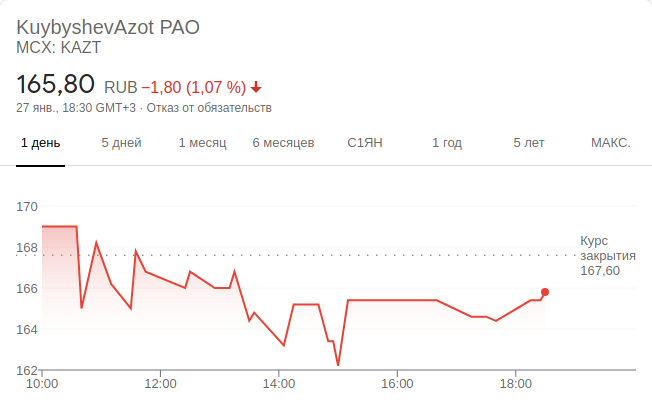 KuybyshevAzot PAO
MCX: KAZT
165,80 RUB −1,80 (1,07 %)
27 янв., 18:30 GMT+3 · Отказ от обязательств
1 день 5 дней 1 месяц 6 месяцев С1ЯН 1 год 5 лет МАКС.
170
168
166
164
162
Курс
закрытия
167,60
10:00 12:00 14:00 16:00 18:00